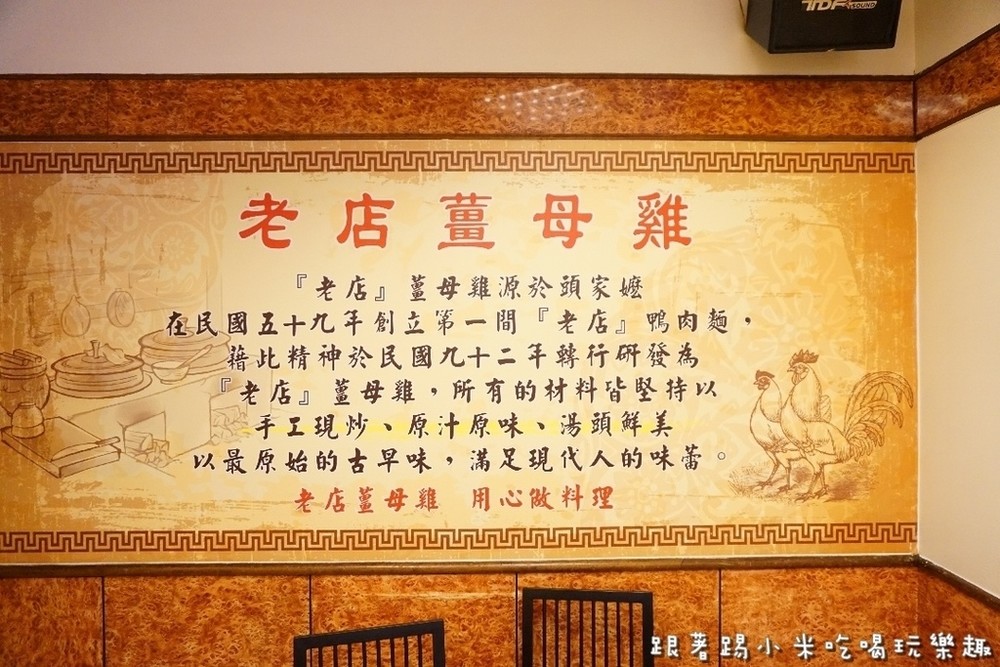 TDF
SOUND
老店薑母雞
『老店』薑母雞源於頭家嬤
在民國五十九年創立第一間『老店』鴨肉麵，
藉此精神於民國九十二年轉行研發為
『老店』薑母雞，所有的材料皆堅持以
手工現炒、原汁原味、湯頭鮮美
以最原始的古早味，滿足現代人的味蕾。
老店薑母雞　用心做料理
跟著踢小米吃喝玩樂趣